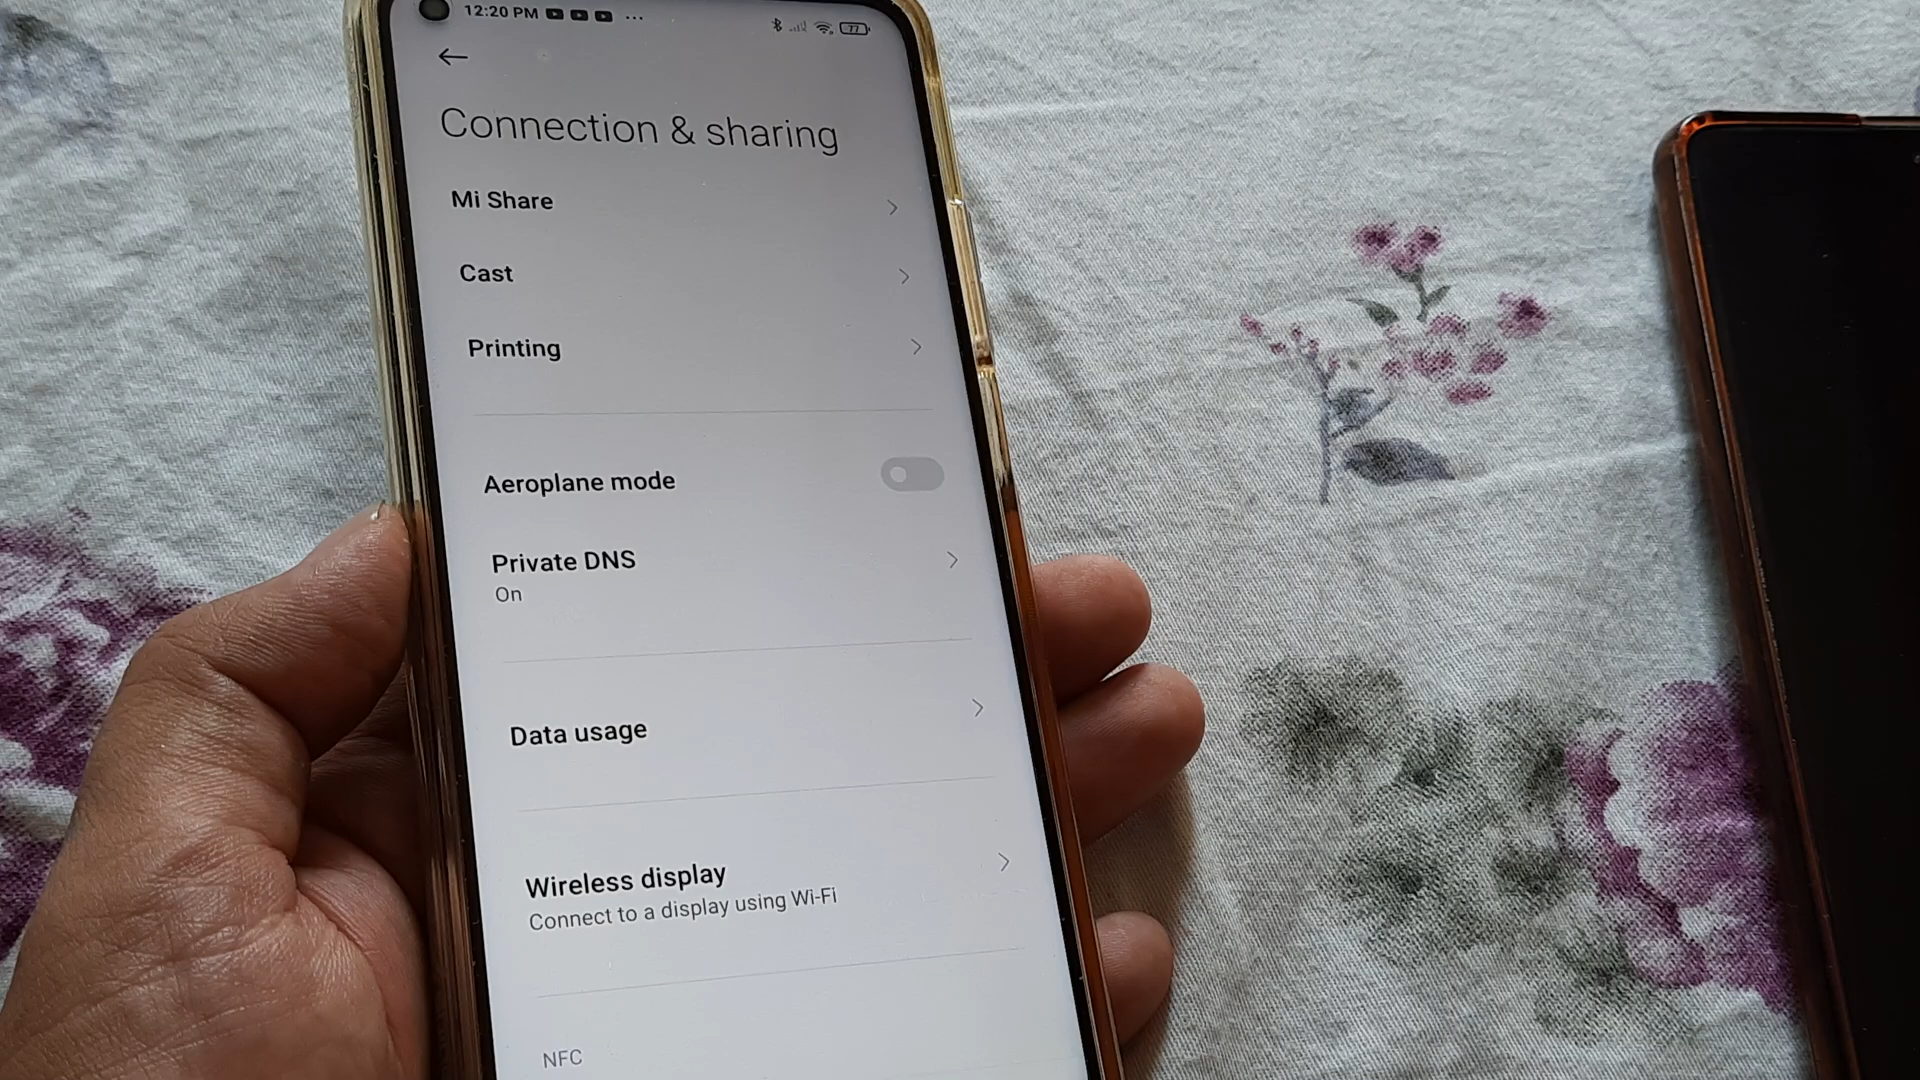 12:20 PM
77
Connection & sharing
Mi Share
Cast
Printing
Aeroplane mode
Private DNS
On
Data usage
Wireless display
Connect to a display using Wi-Fi
NFC